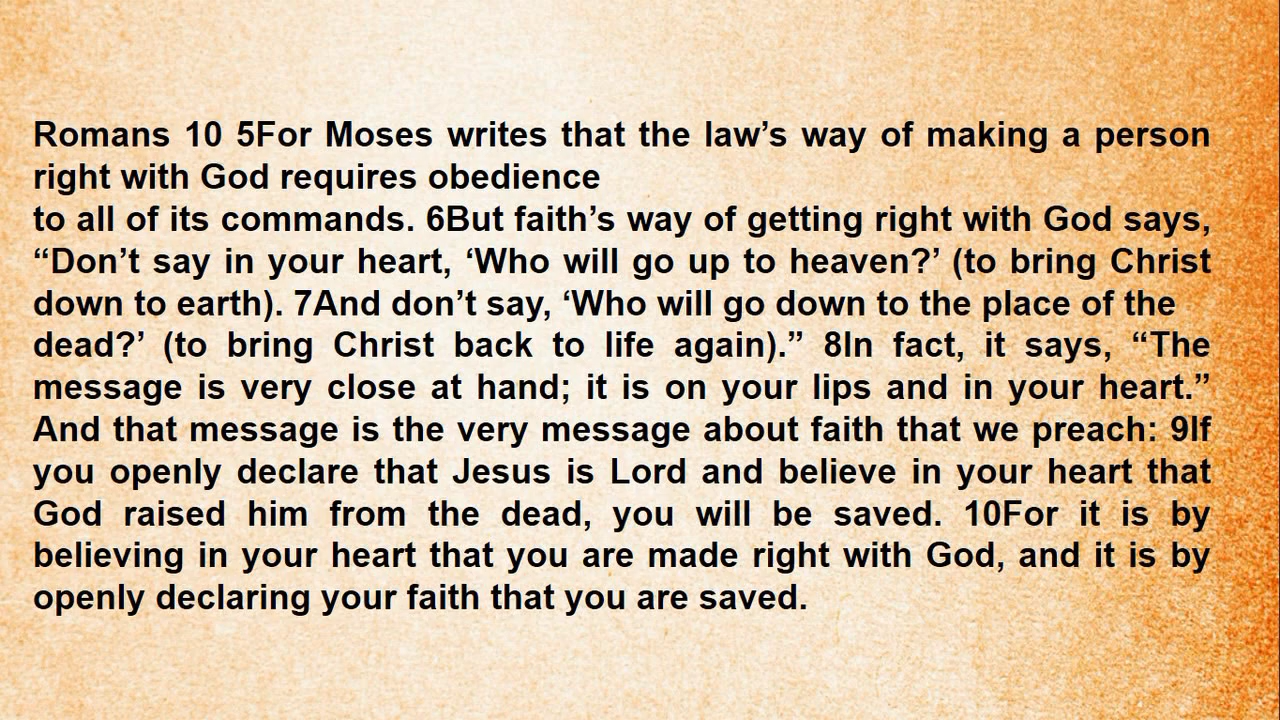 Romans 10 5For Moses writes that the law’s way of making a person
right with God requires obedience
to all of its commands. 6But faith’s way of getting right with God says,
“Don’t say in your heart, ‘Who will go up to heaven?’ (to bring Christ
down to earth). 7And don’t say, ‘Who will go down to the place of the
dead?’ (to bring Christ back to life again).” 8In fact, it says, “The
message is very close at hand; it is on your lips and in your heart.”
And that message is the very message about faith that we preach: 9If
you openly declare that Jesus is Lord and believe in your heart that
God raised him from the dead, you will be saved. 10For it is by
believing in your heart that you are made right with God, and it is by
openly declaring your faith that you are saved.